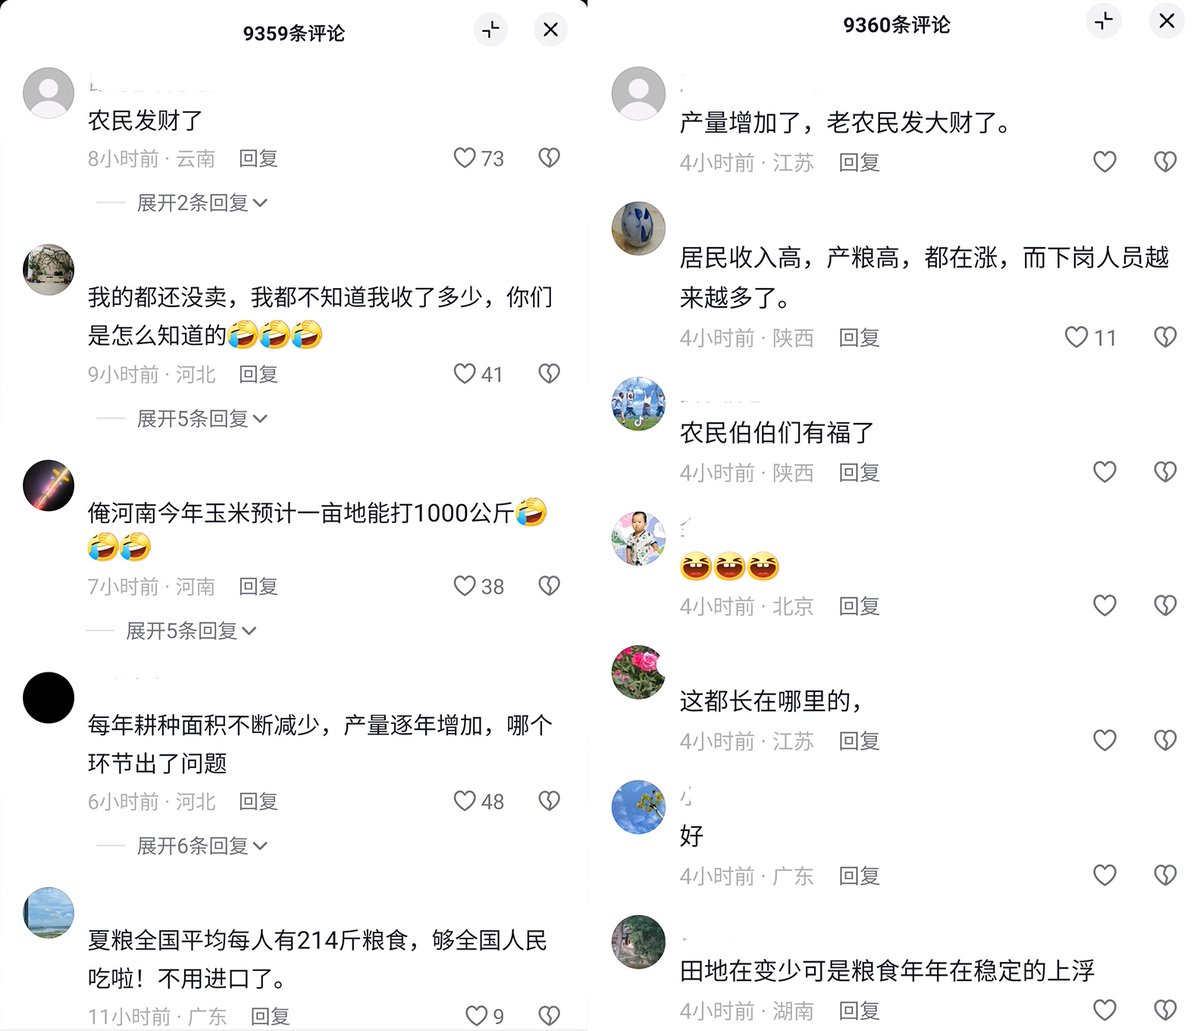 9359条评论
农民发财了
8小时前 · 云南 回复 73
展开2条回复
我的都还没卖，我都不知道我收了多少，你们
是怎么知道的🤣🤣🤣
9小时前 · 河北 回复 41
展开5条回复
俺河南今年玉米预计一亩地能打1000公斤🤣
🤣🤣
7小时前 · 河南 回复 38
展开5条回复
每年耕种面积不断减少，产量逐年增加，哪个
环节出了问题
6小时前 · 河北 回复 48
展开6条回复
夏粮全国平均每人有214斤粮食，够全国人民
吃啦！不用进口了。
11小时前 · 广东 回复 9
9360条评论
产量增加了，老农民发大财了。
4小时前 · 江苏 回复
居民收入高，产粮高，都在涨，而下岗人员越
来越多了。
4小时前 · 陕西 回复 11
农民伯伯们有福了
4小时前 · 陕西 回复
😆😆😆
4小时前 · 北京 回复
这都长在哪里的，
4小时前 · 江苏 回复
好
4小时前 · 广东 回复
田地在变少可是粮食年年在稳定的上浮
4小时前 · 湖南 回复